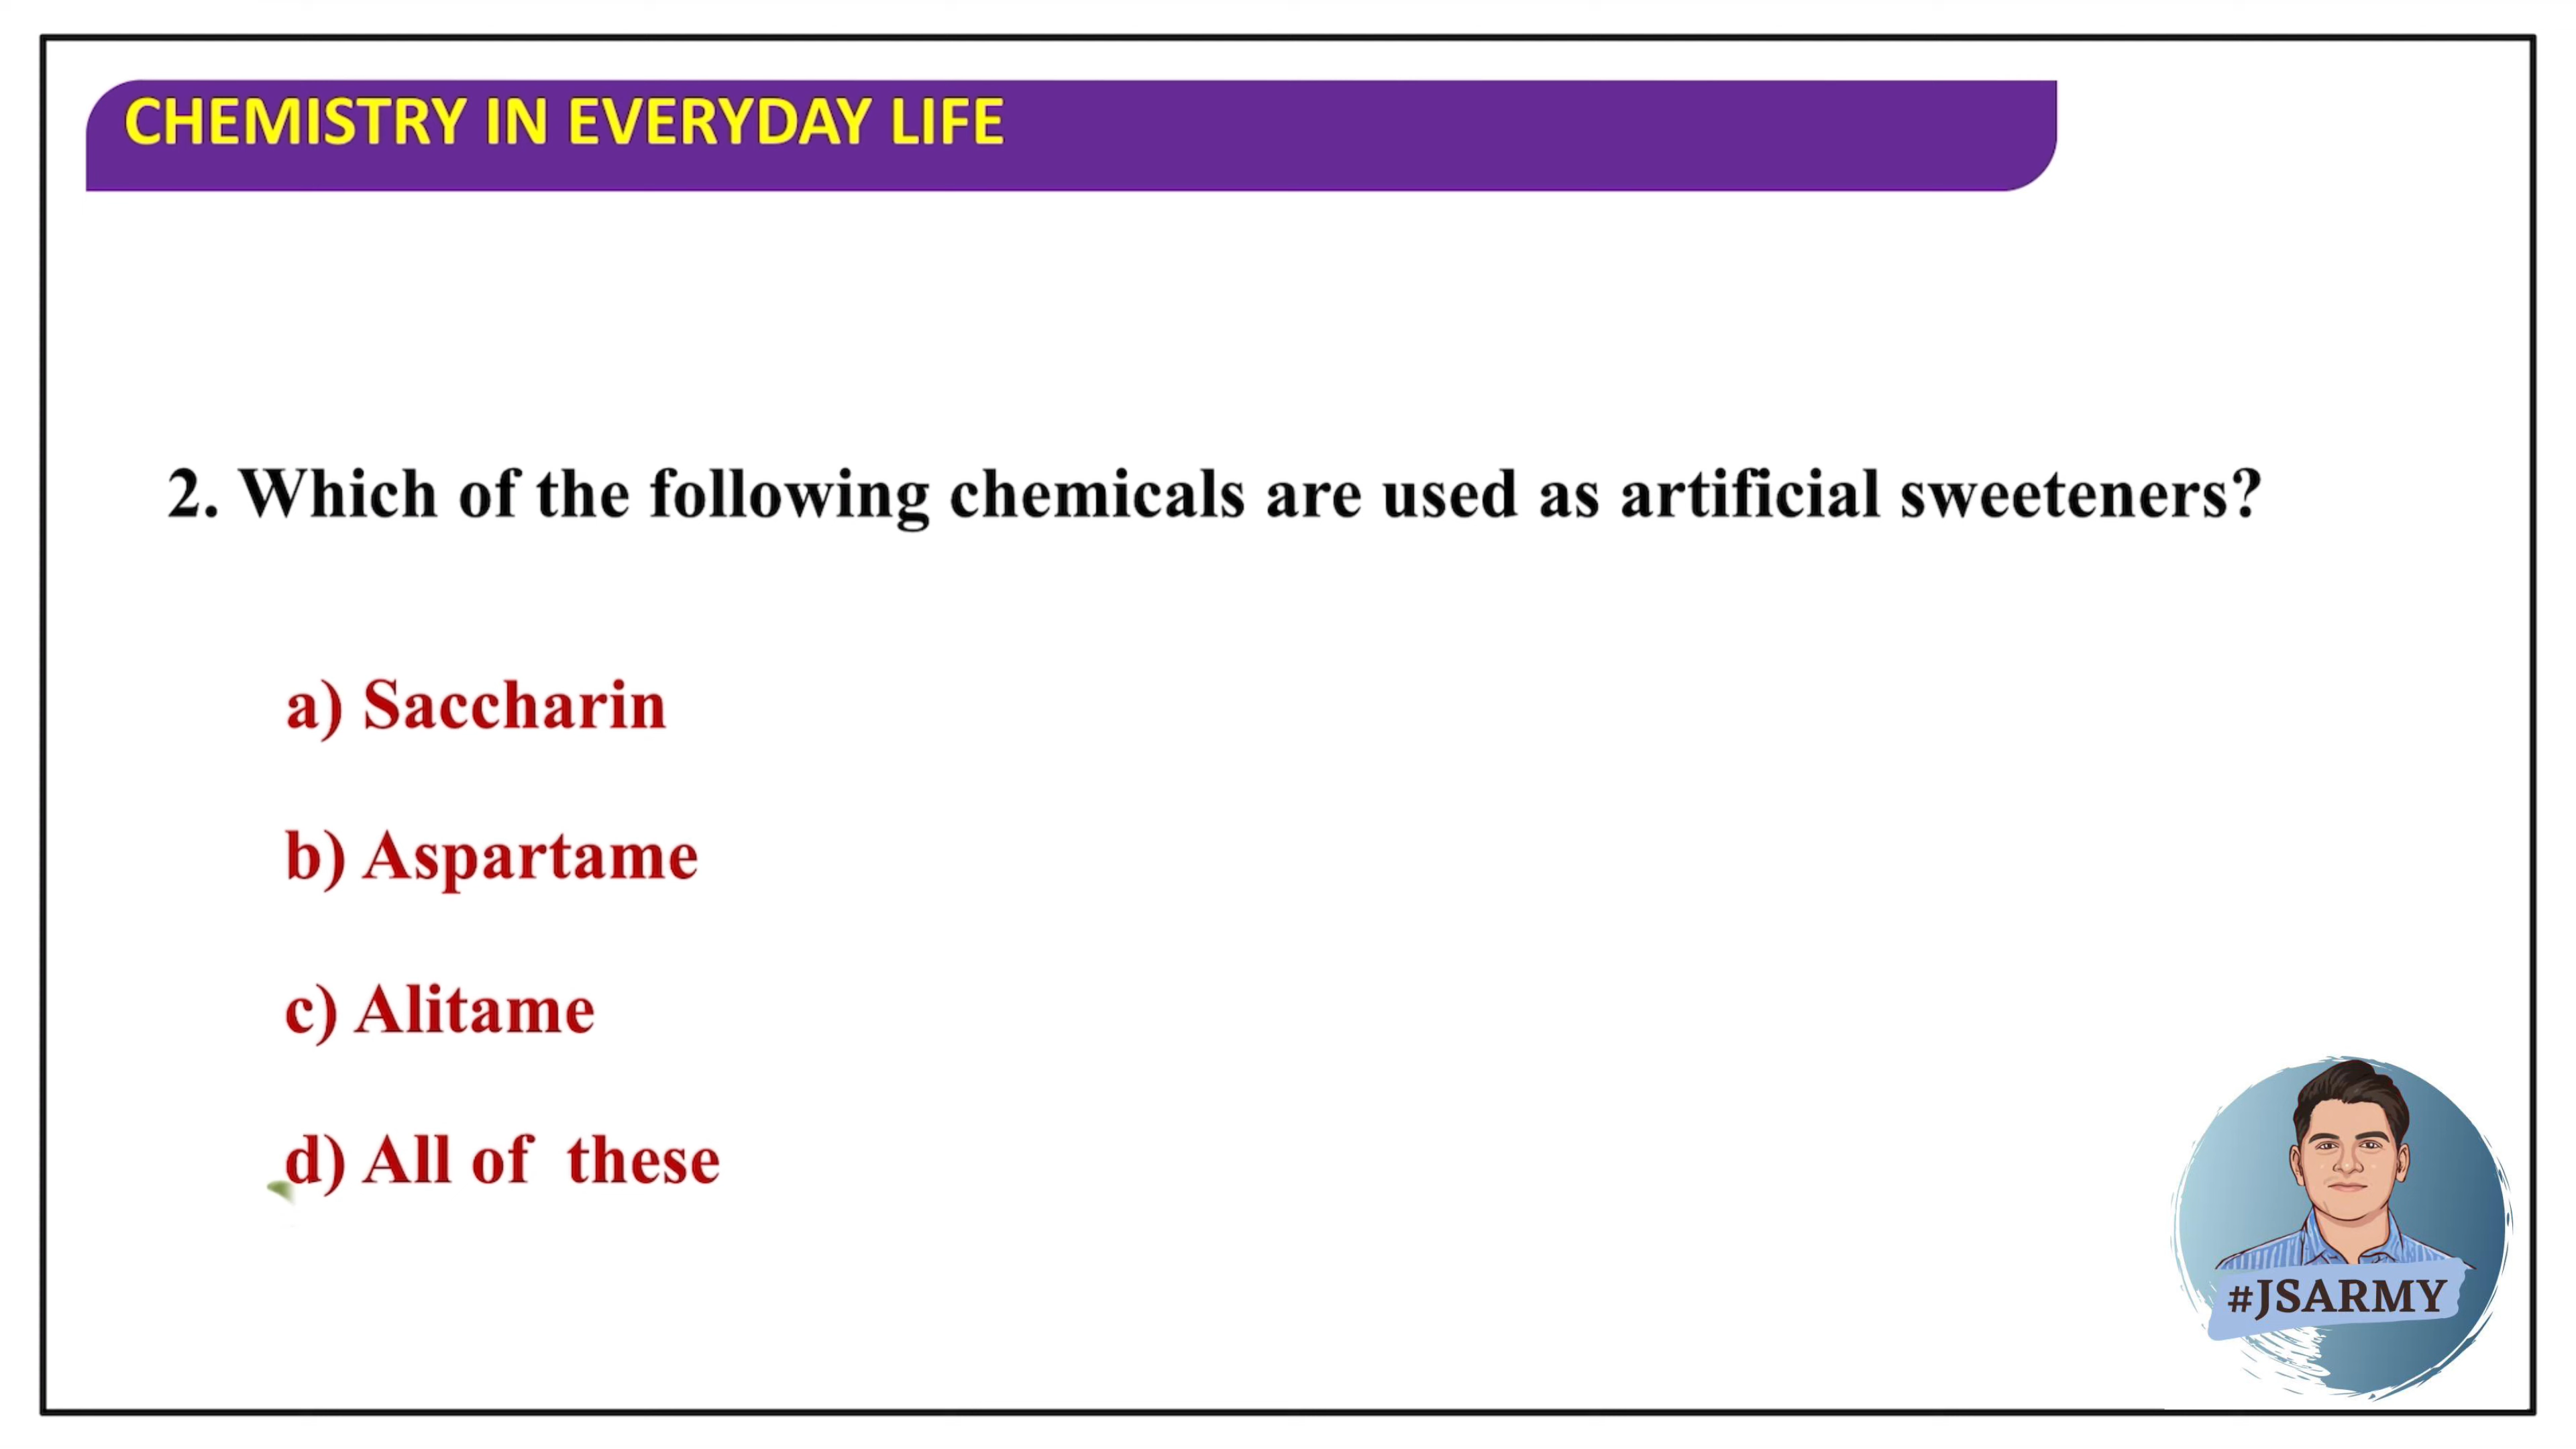 CHEMISTRY IN EVERYDAY LIFE
2. Which of the following chemicals are used as artificial sweeteners?
a) Saccharin
b) Aspartame
c) Alitame
d) All of these
#JSARMY